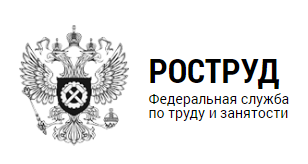 РОСТРУД
Федеральная служба
по труду и занятости